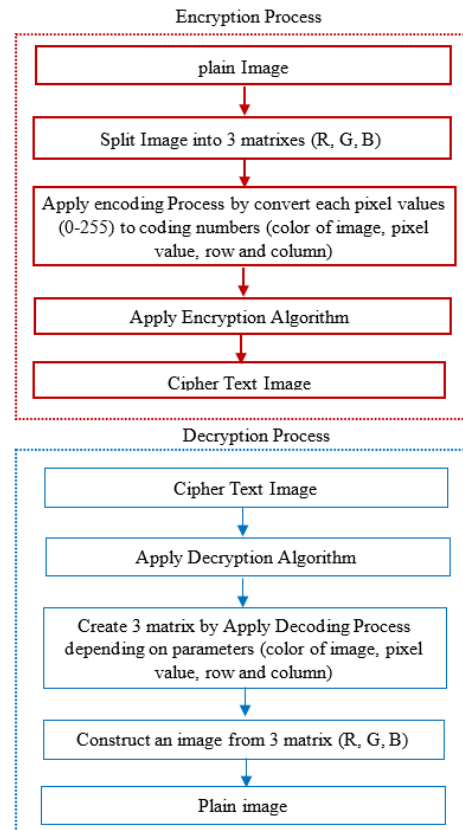 Encryption Process
plain Image
Split Image into 3 matrixes (R, G, B)
Apply encoding Process by convert each pixel values
(0-255) to coding numbers (color of image, pixel
value, row and column)
Apply Encryption Algorithm
Cipher Text Image
Decryption Process
Cipher Text Image
Apply Decryption Algorithm
Create 3 matrix by Apply Decoding Process
depending on parameters (color of image, pixel
value, row and column)
Construct an image from 3 matrix (R, G, B)
Plain image